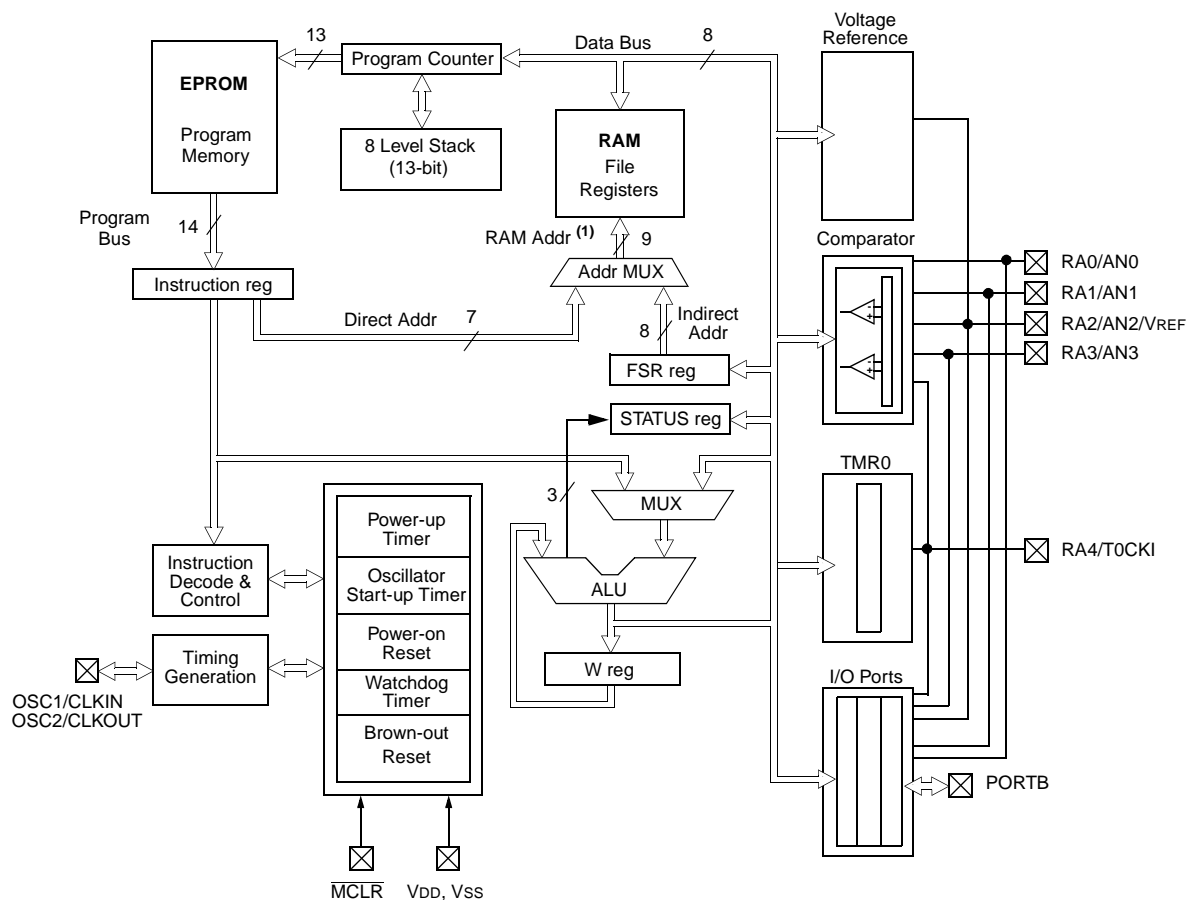 Voltage
Reference
13
Data Bus
8
Program Counter
EPROM
Program
Memory
8 Level Stack
(13-bit)
RAM
File
Registers
Program
Bus
14
RAM Addr (1)
9
Comparator
Addr MUX
Instruction reg
RA0/AN0
RA1/AN1
RA2/AN2/VREF
RA3/AN3
Direct Addr
7
8
Indirect
Addr
-
+
-
+
FSR reg
STATUS reg
TMR0
3
MUX
Power-up
Timer
Oscillator
Start-up Timer
Power-on
Reset
Watchdog
Timer
Brown-out
Reset
Instruction
Decode &
Control
ALU
RA4/T0CKI
Timing
Generation
W reg
I/O Ports
OSC1/CLKIN
OSC2/CLKOUT
PORTB
MCLR
VDD, VSS